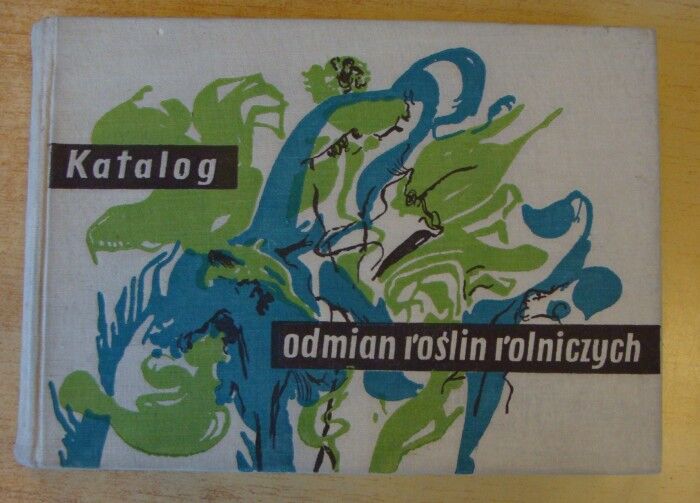 Katalog
odmian roślin rolniczych